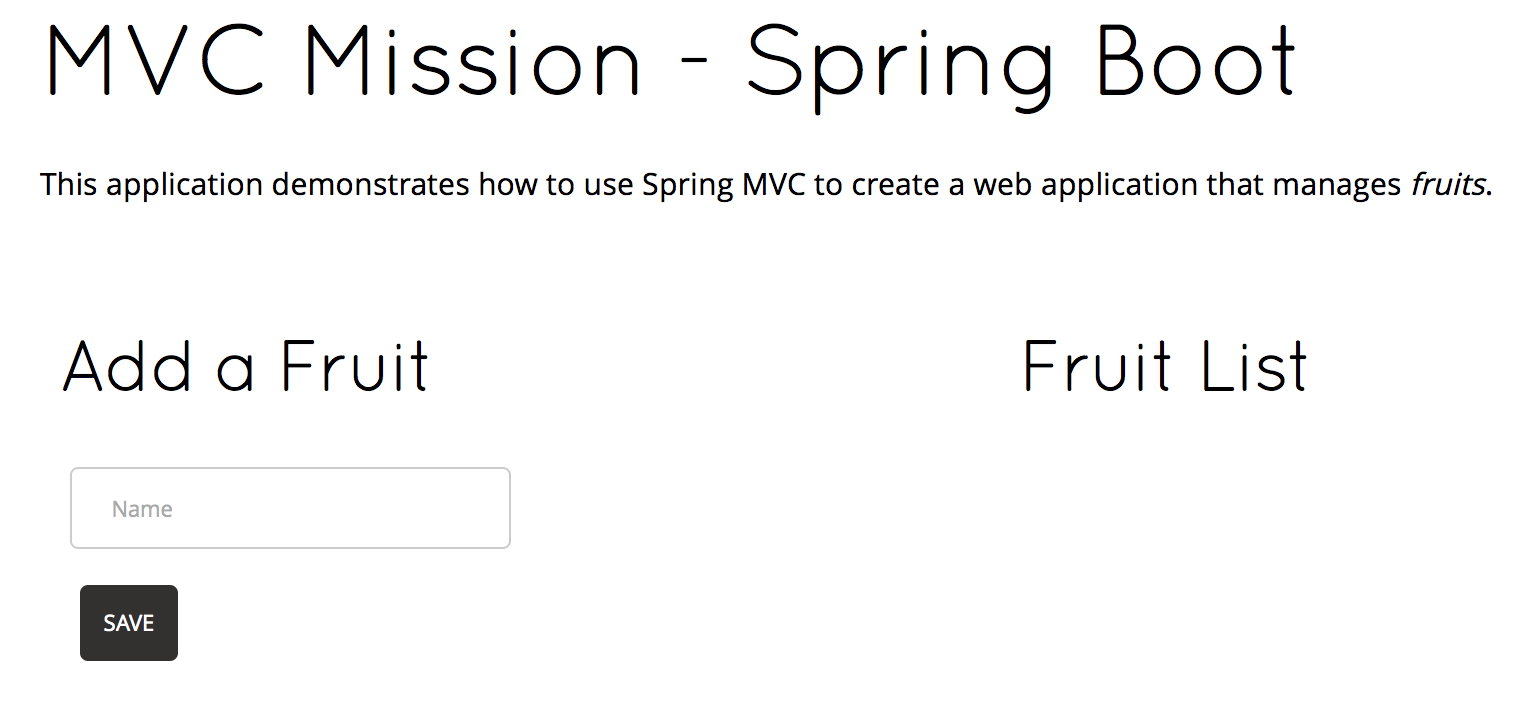 MVC Mission - Spring Boot
This application demonstrates how to use Spring MVC to create a web application that manages fruits.
Add a Fruit
Fruit List
Name
SAVE